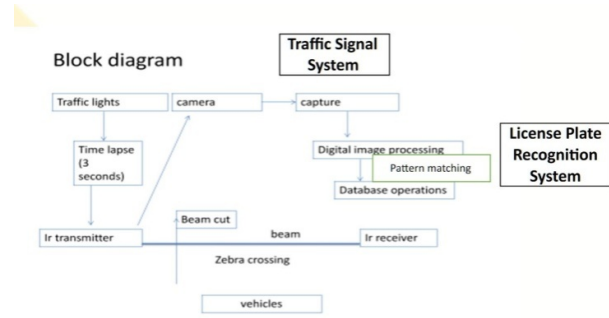 Traffic Signal
System
Block diagram
Traffic lights
camera
capture
Time lapse
(3
seconds)
Digital image processing
Pattern matching
Database operations
License Plate
Recognition
System
Beam cut
Ir transmitter
beam
Ir receiver
Zebra crossing
vehicles